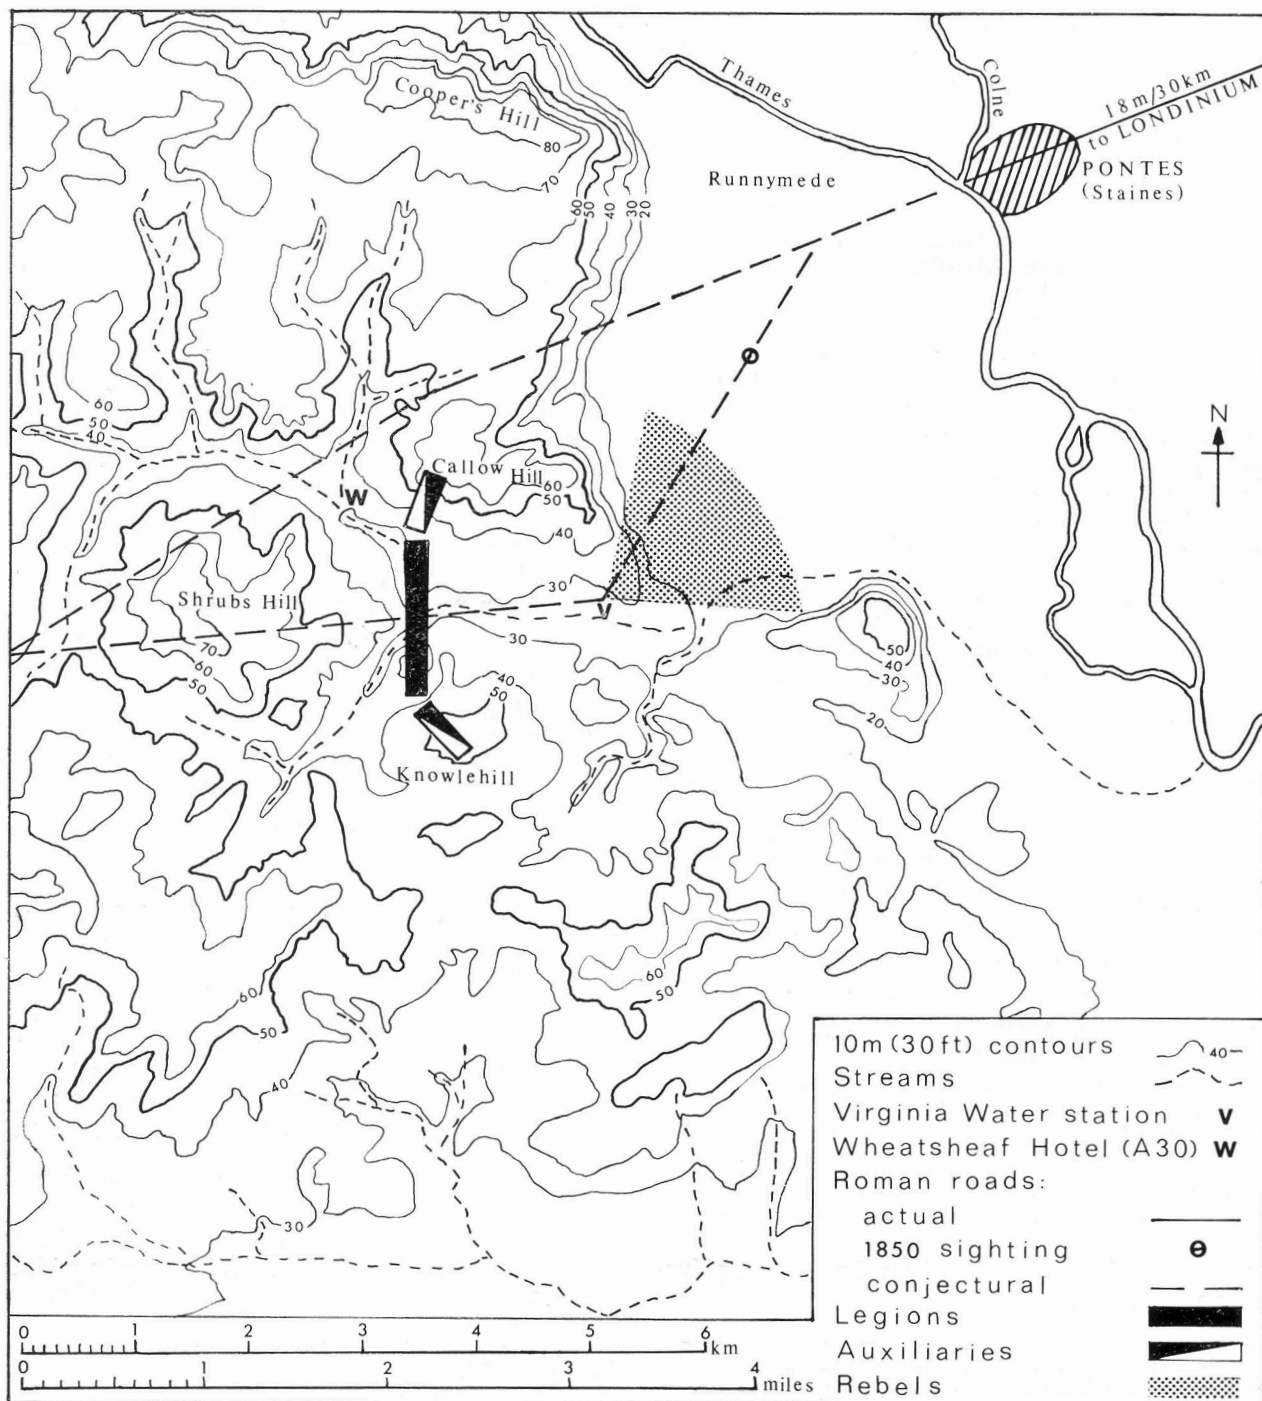 Cooper's Hill
80
70
60
50
40
30
20
Thames
Colne
18m/30km
to LONDINIUM
PONTES
(Staines)
Runnymede
N
60
50
40
Callow Hill
60
50
40
W
30
V
30
Shrubs Hill
70
60
50
40
50
Knowlehill
50
40
30
20
60
50
60
50
40
30
10m (30ft) contours 40
Streams
Virginia Water station V
Wheatsheaf Hotel (A30) W
Roman roads:
actual
1850 sighting
conjectural
Legions
Auxiliaries
Rebels
0 1 2 3 4 5 6 km
0 1 2 3 4 miles